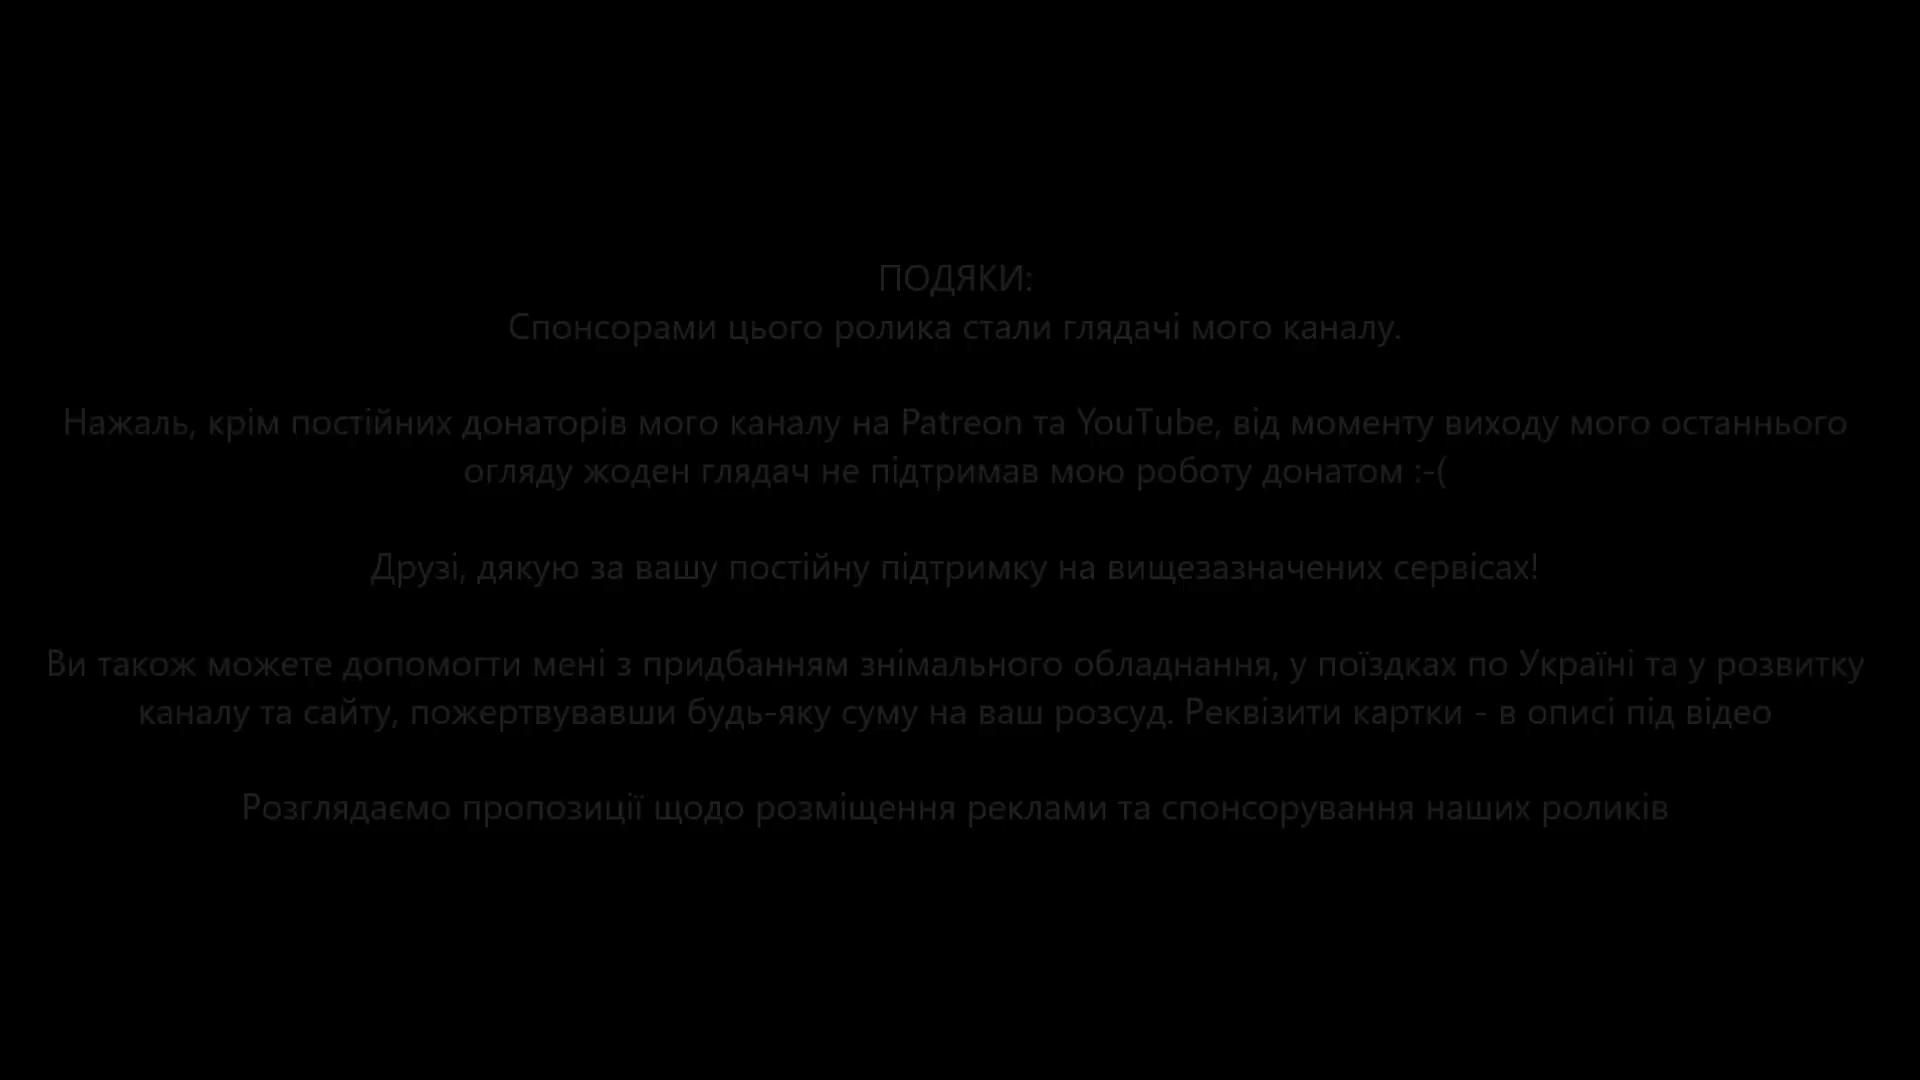 ПОДЯКИ:
Спонсорами цього ролика стали глядачі мого каналу.
Нажаль, крім постійних донаторів мого каналу на Patreon та YouTube, від моменту виходу мого останнього
огляду жоден глядач не підтримав мою роботу донатом :-(
Друзі, дякую за вашу постійну підтримку на вищезазначених сервісах!
Ви також можете допомогти мені з придбанням знімального обладнання, у поїздках по Україні та у розвитку
каналу та сайту, пожертвувавши будь-яку суму на ваш розсуд. Реквізити картки - в описі під відео
Розглядаємо пропозиції щодо розміщення реклами та спонсорування наших роликів